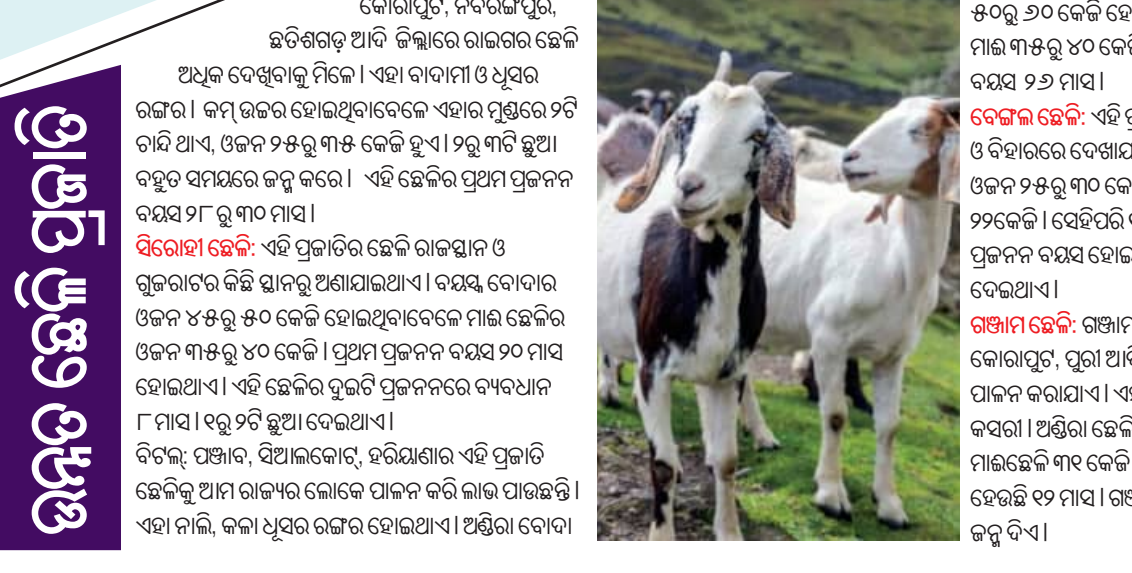 ଉନ୍ନତ ଛେଳି ପ୍ରଜାତି
କୋରାପୁଟ, ନବରଙ୍ଗପୁର,
ଛତିଶଗଡ଼ ଆଦି ଜିଲ୍ଲାରେ ରାଇଗର ଛେଳି
ଅଧିକ ଦେଖିବାକୁ ମିଳେ । ଏହା ବାଦାମୀ ଓ ଧୂସର
ରଙ୍ଗର । କମ୍ ଉଚ୍ଚର ହୋଇଥିବାବେଳେ ଏହାର ମୁଣ୍ଡରେ ୨ଟି
ଚାନ୍ଦି ଥାଏ, ଓଜନ ୨୫ରୁ ୩୫ କେଜି ହୁଏ । ୨ରୁ ୩ଟି ଛୁଆ
ବହୁତ ସମୟରେ ଜନ୍ମ କରେ । ଏହି ଛେଳିର ପ୍ରଥମ ପ୍ରଜନନ
ବୟସ ୨୮ ରୁ ୩୦ ମାସ ।
ସିରୋହୀ ଛେଳି: ଏହି ପ୍ରଜାତିର ଛେଳି ରାଜସ୍ଥାନ ଓ
ଗୁଜରାଟର କିଛି ସ୍ଥାନରୁ ଅଣାଯାଇଥାଏ । ବୟସ୍କ ବୋଦାର
ଓଜନ ୪୫ରୁ ୫୦ କେଜି ହୋଇଥିବାବେଳେ ମାଈ ଛେଳିର
ଓଜନ ୩୫ରୁ ୪୦ କେଜି । ପ୍ରଥମ ପ୍ରଜନନ ବୟସ ୨୦ ମାସ
ହୋଇଥାଏ । ଏହି ଛେଳିର ଦୁଇଟି ପ୍ରଜନନରେ ବ୍ୟବଧାନ
୮ ମାସ । ୧ରୁ ୨ଟି ଛୁଆ ଦେଇଥାଏ ।
ବିଟଲ୍: ପଞ୍ଜାବ, ସିଆଲକୋଟ୍, ହରିୟାଣାର ଏହି ପ୍ରଜାତି
ଛେଳିକୁ ଆମ ରାଜ୍ୟର ଲୋକେ ପାଳନ କରି ଲାଭ ପାଉଛନ୍ତି ।
ଏହା ନାଲି, କଳା ଧୂସର ରଙ୍ଗର ହୋଇଥାଏ । ଅଣ୍ଡିରା ବୋଦା
୫୦ରୁ ୬୦ କେଜି
ମାଈ ୩୫ରୁ ୪୦
ବୟସ ୨୬ ମାସ ।
ବେଙ୍ଗଲ ଛେଳି: ଏହି
ଓ ବିହାରରେ
ଓଜନ ୨୫ରୁ ୩୦
୨୨କେଜି । ସେହିପରି
ପ୍ରଜନନ ବୟସ
ଦେଇଥାଏ ।
ଗଞ୍ଜାମ ଛେଳି:
କୋରାପୁଟ, ପୁରୀ
ପାଳନ କରାଯାଏ ।
କସରୀ । ଅଣ୍ଡିରା
ମାଈଛେଳି ୩୧ କେଜି
ହେଉଛି ୧୨ ମାସ ।
ଜନ୍ମ ଦିଏ ।